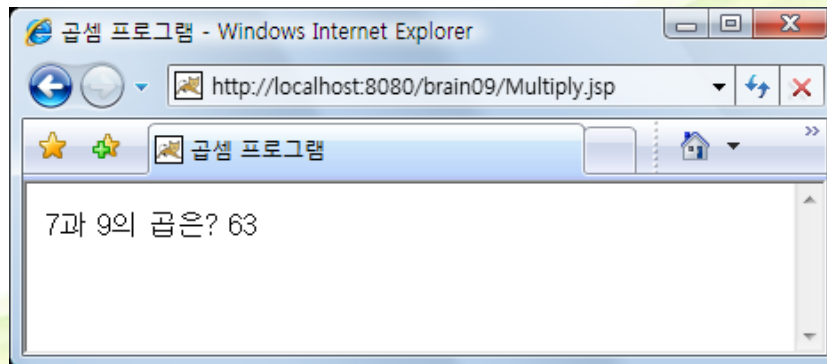 곱셈 프로그램 - Windows Internet Explorer
http://localhost:8080/brain09/Multiply.jsp
곱셈 프로그램
7과 9의 곱은? 63